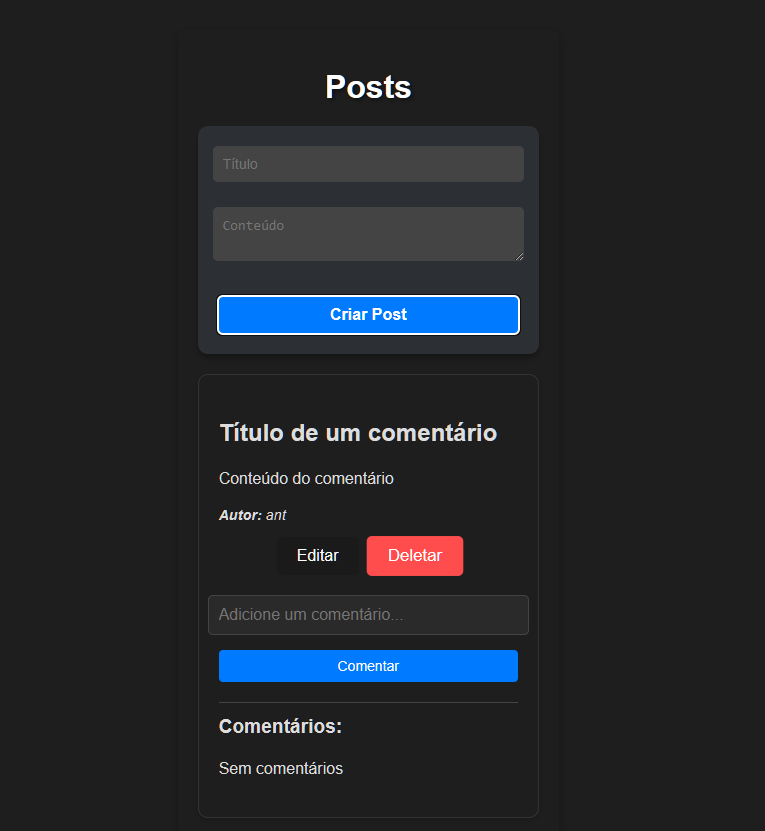 Posts
Título
Conteúdo
Criar Post
Título de um comentário
Conteúdo do comentário
Autor: ant
Editar Deletar
Adicione um comentário...
Comentar
Comentários:
Sem comentários